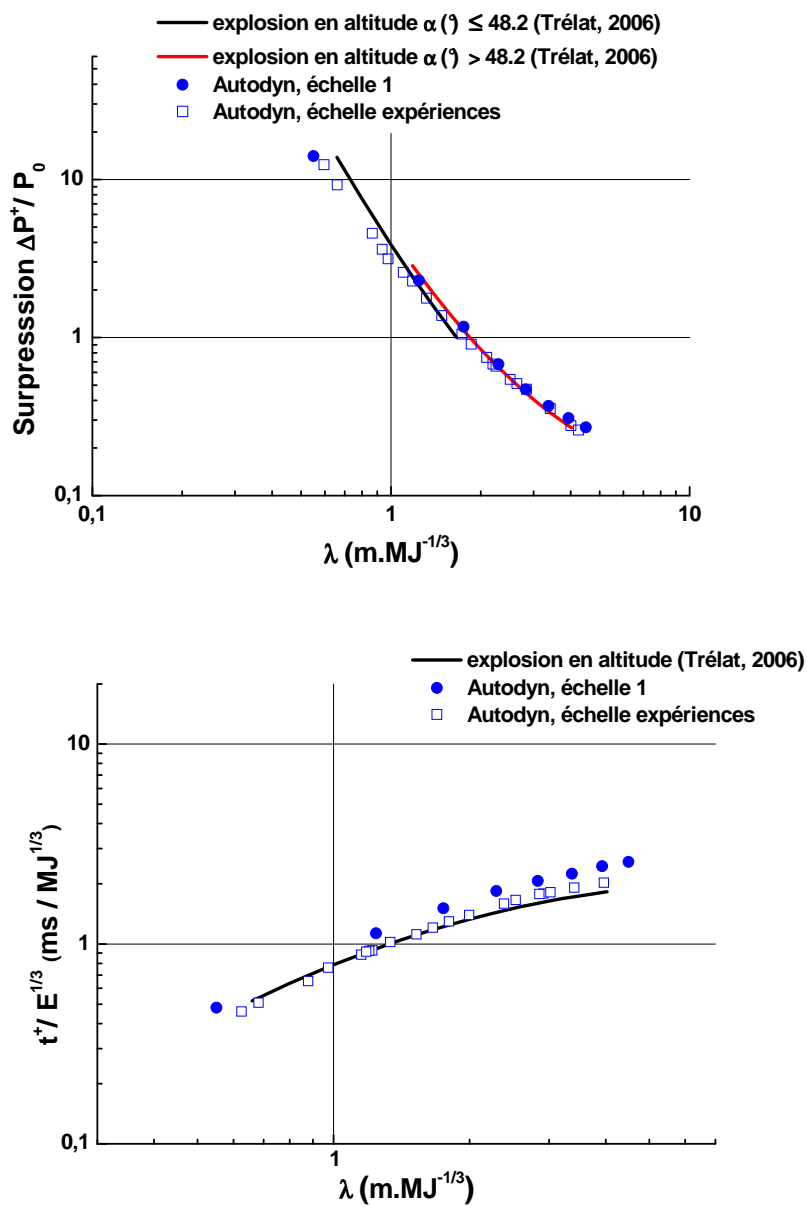 explosion en altitude α (°) ≤ 48.2 (Trélat, 2006)
explosion en altitude α (°) > 48.2 (Trélat, 2006)
Autodyn, échelle 1
Autodyn, échelle expériences
Surpresssion ΔP⁺/ P₀
10
1
0,1
0,1
1
10
λ (m.MJ⁻¹/³)
explosion en altitude (Trélat, 2006)
Autodyn, échelle 1
Autodyn, échelle expériences
t⁺/ E¹/³ (ms / MJ¹/³)
10
1
0,1
1
λ (m.MJ⁻¹/³)